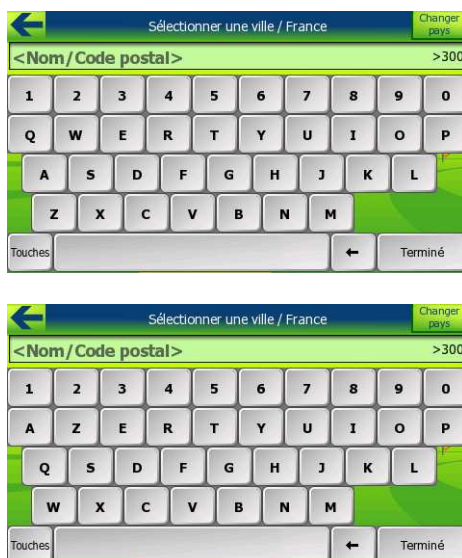 Sélectionner une ville / France
Changer
pays
<Nom/Code postal> >300
1 2 3 4 5 6 7 8 9 0
Q W E R T Y U I O P
A S D F G H J K L
Z X C V B N M
Touches ← Terminé
Sélectionner une ville / France
Changer
pays
<Nom/Code postal> >300
1 2 3 4 5 6 7 8 9 0
A Z E R T Y U I O P
Q S D F G H J K L
W X C V B N M
Touches ← Terminé